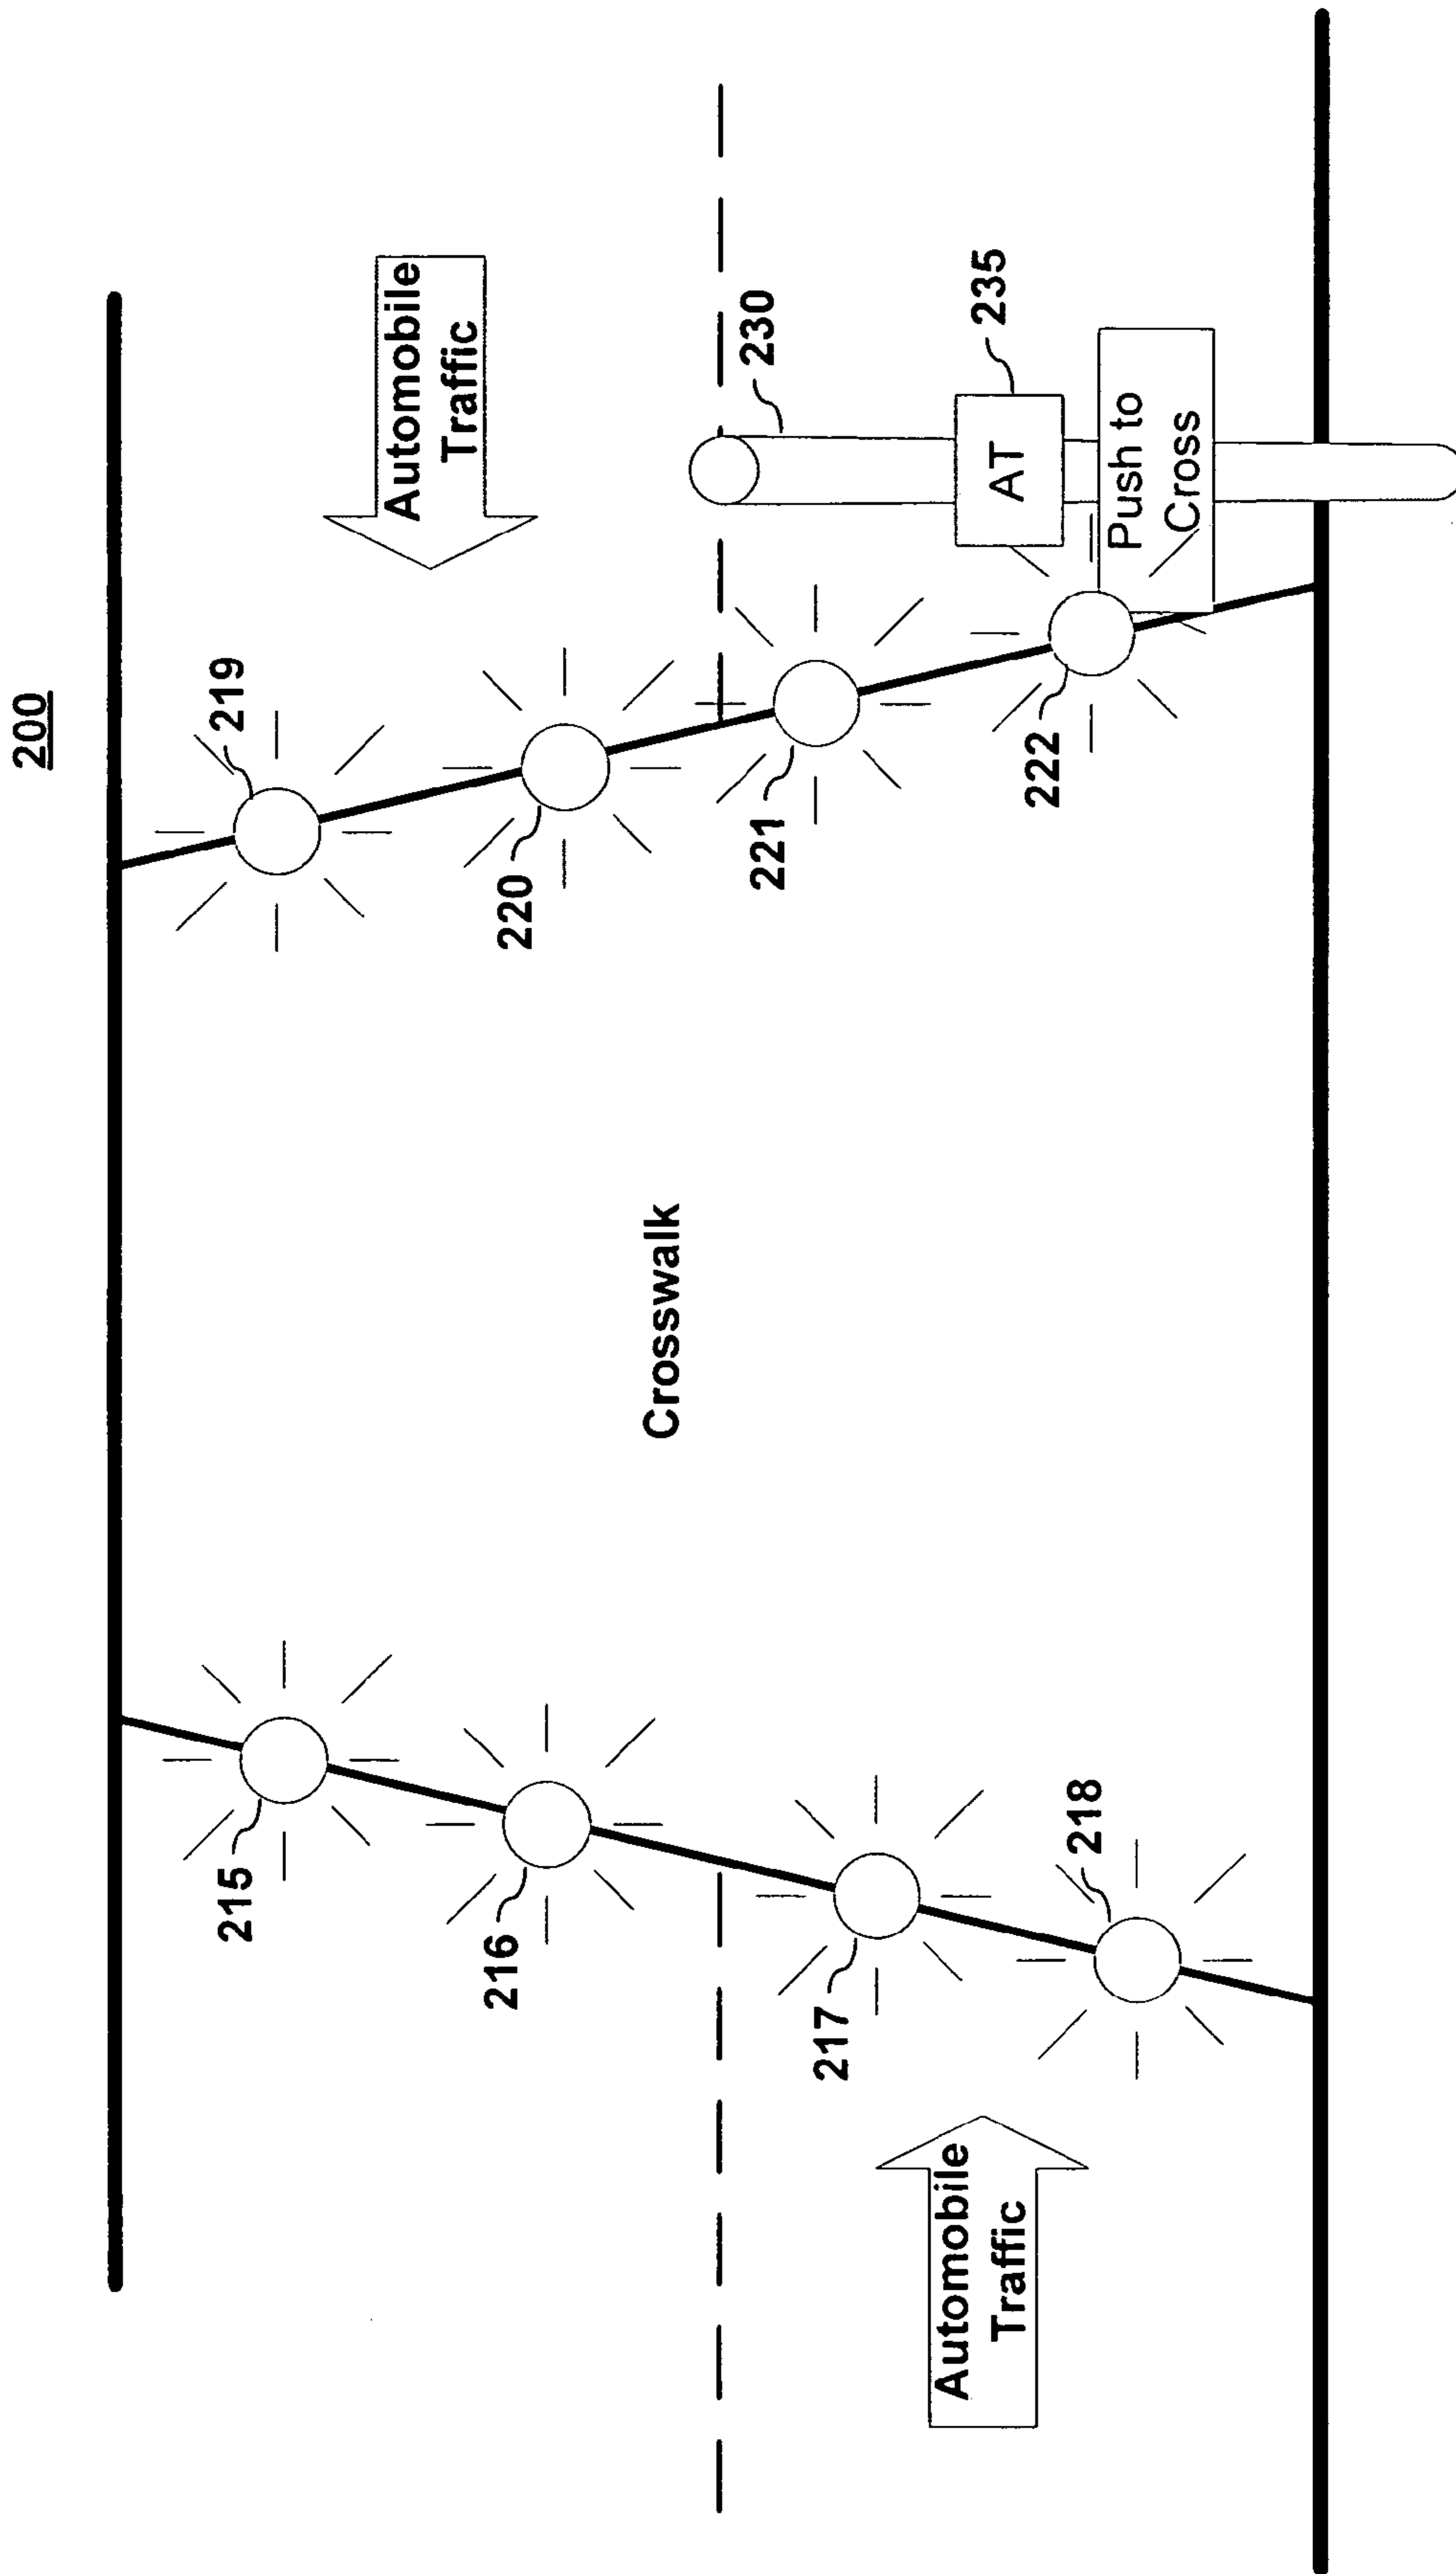 200
Automobile
Traffic
219
220
221
222
230
AT
235
Push to
Cross
Crosswalk
215
216
217
218
Automobile
Traffic